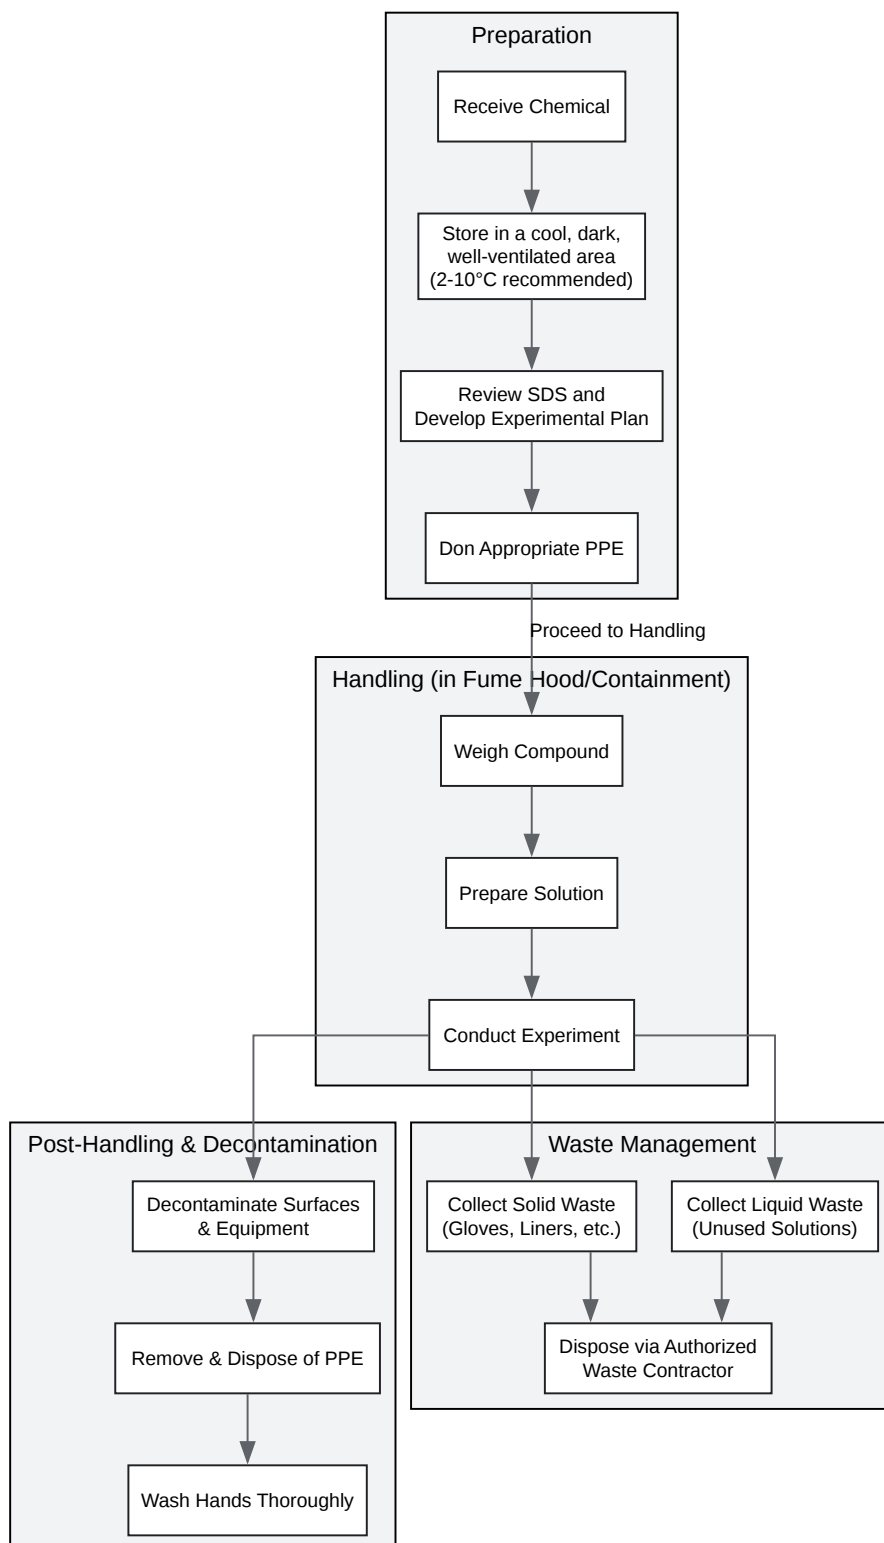 Preparation
Receive Chemical
Store in a cool, dark,
well-ventilated area
(2-10°C recommended)
Review SDS and
Develop Experimental Plan
Don Appropriate PPE
Proceed to Handling
Handling (in Fume Hood/Containment)
Weigh Compound
Prepare Solution
Conduct Experiment
Post-Handling & Decontamination
Decontaminate Surfaces
& Equipment
Remove & Dispose of PPE
Wash Hands Thoroughly
Waste Management
Collect Solid Waste
(Gloves, Liners, etc.)
Collect Liquid Waste
(Unused Solutions)
Dispose via Authorized
Waste Contractor